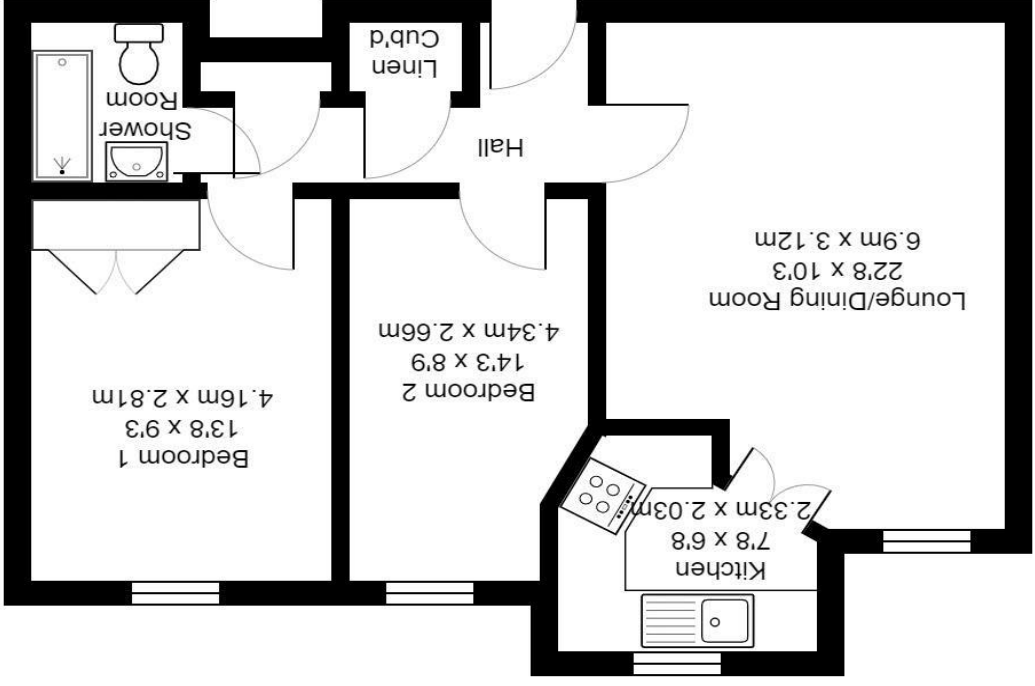 Kitchen
7'8 x 6'8
2.33m x 2.03m
Bedroom 1
13'8 x 9'3
4.16m x 2.81m
Bedroom 2
14'3 x 8'9
4.34m x 2.66m
Lounge/Dining Room
22'8 x 10'3
6.9m x 3.12m
Hall
Shower
Room
Linen
Cub'd